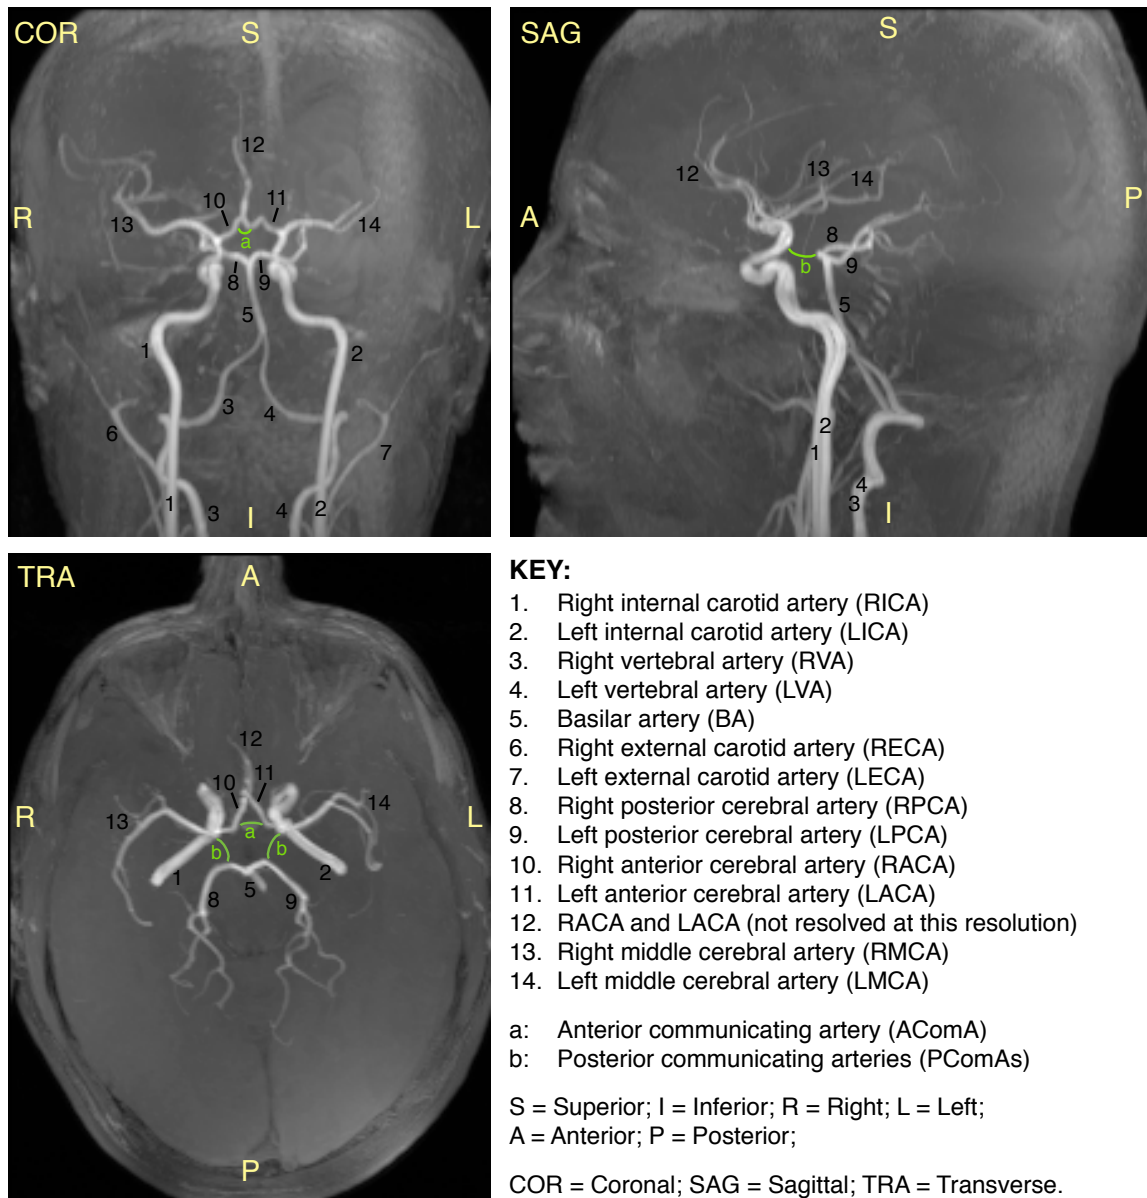 COR
S
12
10
11
13
14
R
L
a
8
9
5
1
2
3
4
6
7
1
3
4
2
I
SAG
S
12
13
14
A
P
8
b
9
5
2
1
4
3
I
TRA
A
12
11
10
13
14
R
L
a
b
b
1
2
8
5
9
P
KEY:
1. Right internal carotid artery (RICA)
2. Left internal carotid artery (LICA)
3. Right vertebral artery (RVA)
4. Left vertebral artery (LVA)
5. Basilar artery (BA)
6. Right external carotid artery (RECA)
7. Left external carotid artery (LECA)
8. Right posterior cerebral artery (RPCA)
9. Left posterior cerebral artery (LPCA)
10. Right anterior cerebral artery (RACA)
11. Left anterior cerebral artery (LACA)
12. RACA and LACA (not resolved at this resolution)
13. Right middle cerebral artery (RMCA)
14. Left middle cerebral artery (LMCA)
a: Anterior communicating artery (AComA)
b: Posterior communicating arteries (PComAs)
S = Superior; I = Inferior; R = Right; L = Left;
A = Anterior; P = Posterior;
COR = Coronal; SAG = Sagittal; TRA = Transverse.